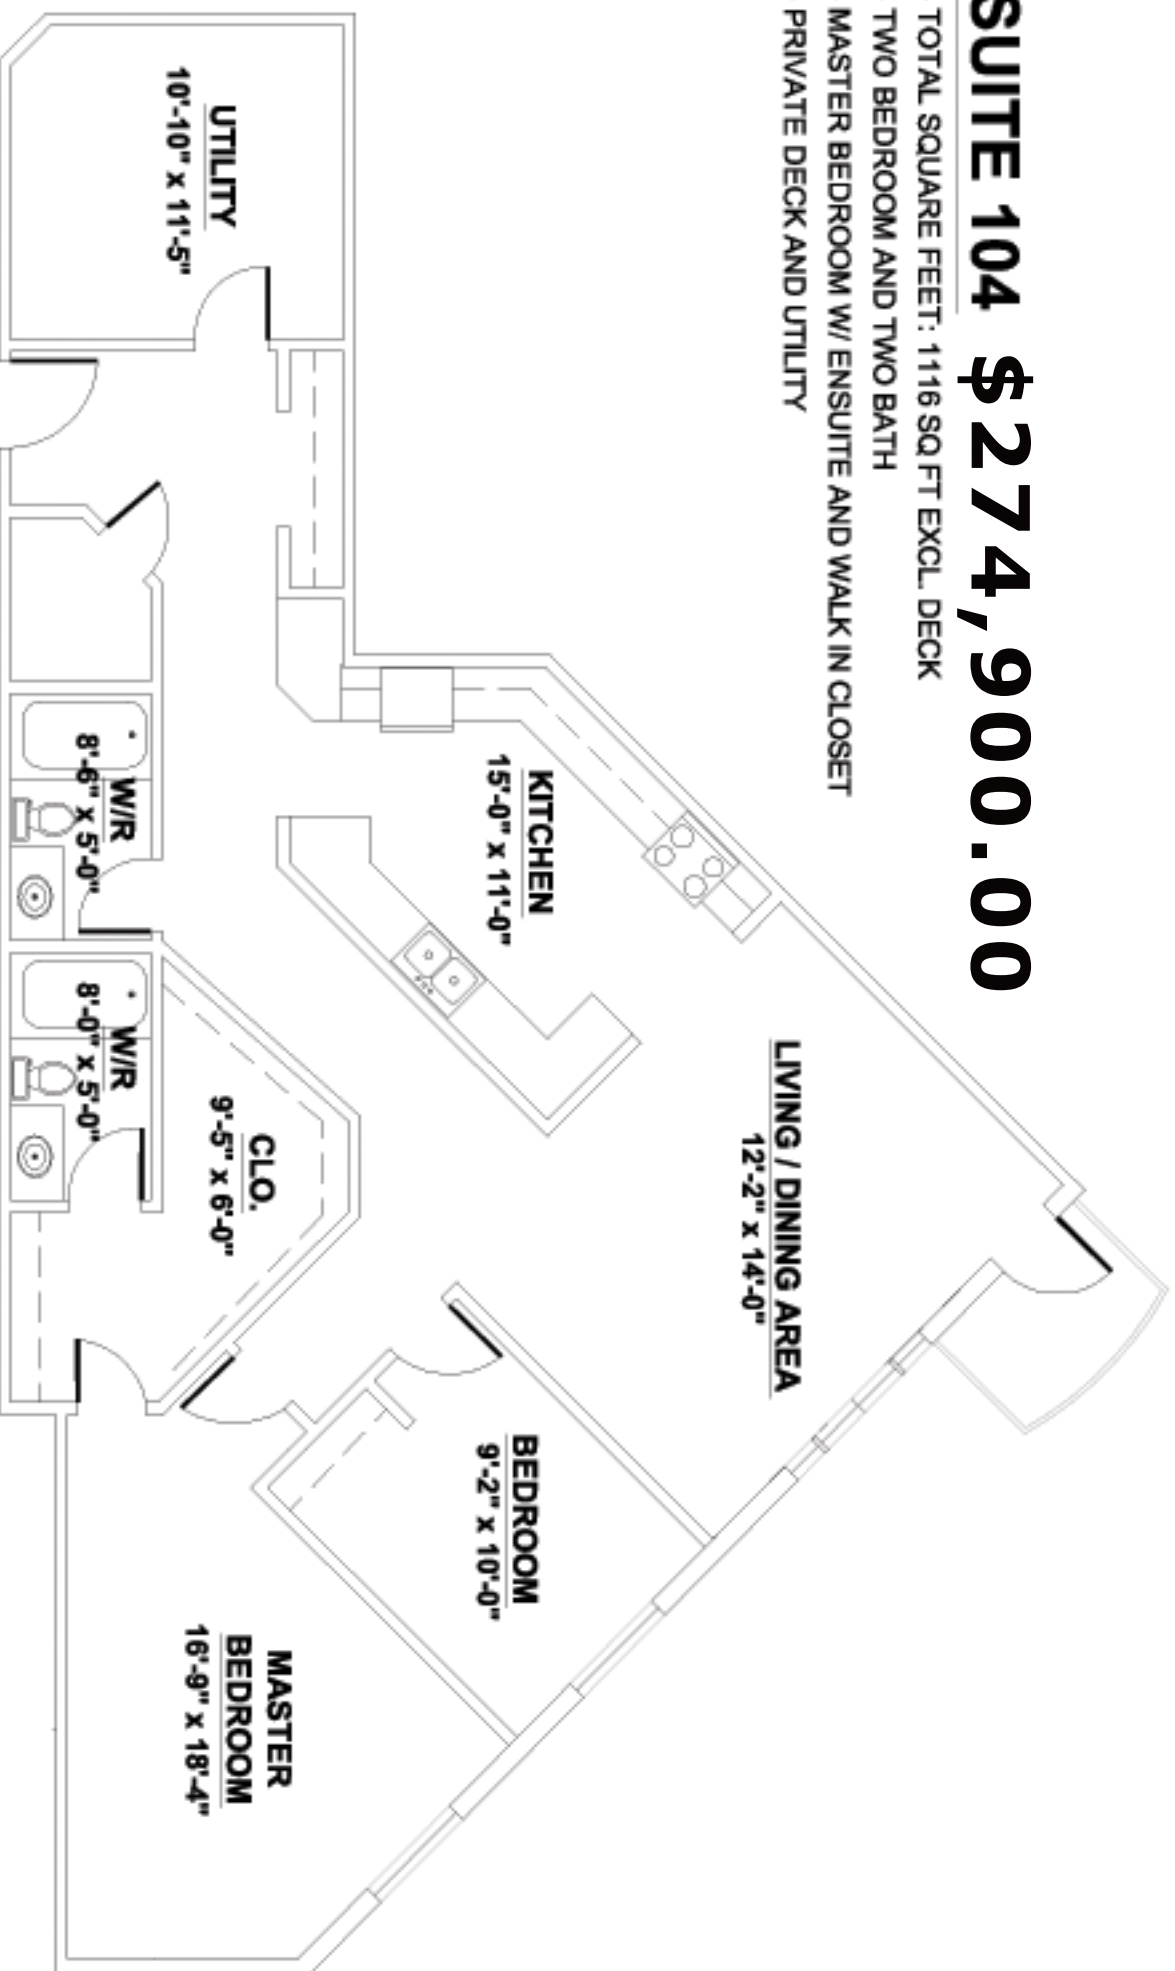 SUITE 104 $274,900.00
TOTAL SQUARE FEET: 1116 SQ FT EXCL. DECK
TWO BEDROOM AND TWO BATH
MASTER BEDROOM W/ ENSUITE AND WALK IN CLOSET
PRIVATE DECK AND UTILITY
LIVING / DINING AREA
12'-2" x 14'-0"
KITCHEN
15'-0" x 11'-0"
BEDROOM
9'-2" x 10'-0"
MASTER
BEDROOM
16'-9" x 18'-4"
CLO.
9'-5" x 6'-0"
UTILITY
10'-10" x 11'-5"
W/R
8'-6" x 5'-0"
W/R
8'-0" x 5'-0"